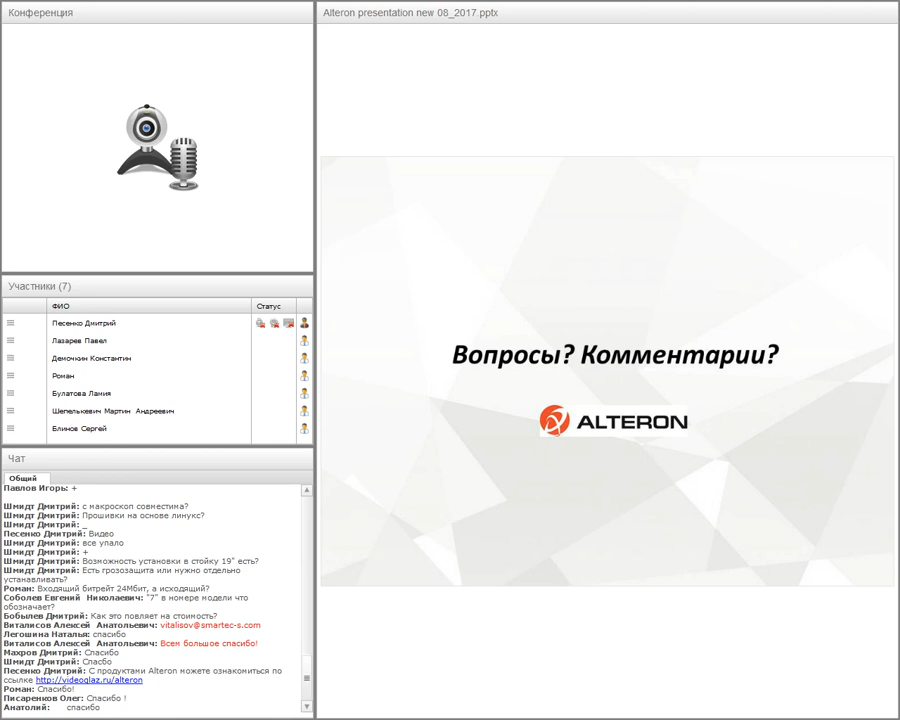 Конференция
Alteron presentation new 08_2017.pptx
Вопросы? Комментарии?
ALTERON
Участники (7)
ФИО Статус
Песенко Дмитрий
Лазарев Павел
Демочкин Константин
Роман
Булатова Ламия
Шепелькевич Мартин Андреевич
Блинов Сергей
Чат
Общий
Павлов Игорь: +
Шмидт Дмитрий: с макроскоп совместима?
Шмидт Дмитрий: Прошивки на основе линукс?
Шмидт Дмитрий: _
Песенко Дмитрий: Видео
Шмидт Дмитрий: все упало
Шмидт Дмитрий: +
Шмидт Дмитрий: Возможность установки в стойку 19" есть?
Шмидт Дмитрий: Есть грозозащита или нужно отдельно
устанавливать?
Роман: Входящий битрейт 24Мбит, а исходящий?
Соболев Евгений Николаевич: "7" в номере модели что
обозначает?
Бобылев Дмитрий: Как это повляет на стоимость?
Виталисов Алексей Анатольевич: vitalisov@smartec-s.com
Легошина Наталья: спасибо
Виталисов Алексей Анатольевич: Всем большое спасибо!
Махров Дмитрий: Спасибо
Шмидт Дмитрий: Спасбо
Песенко Дмитрий: С продуктами Alteron можете ознакомиться по
ссылке http://videoglaz.ru/alteron
Роман: Спасибо!
Писаренков Олег: Спасибо !
Анатолий: спасибо